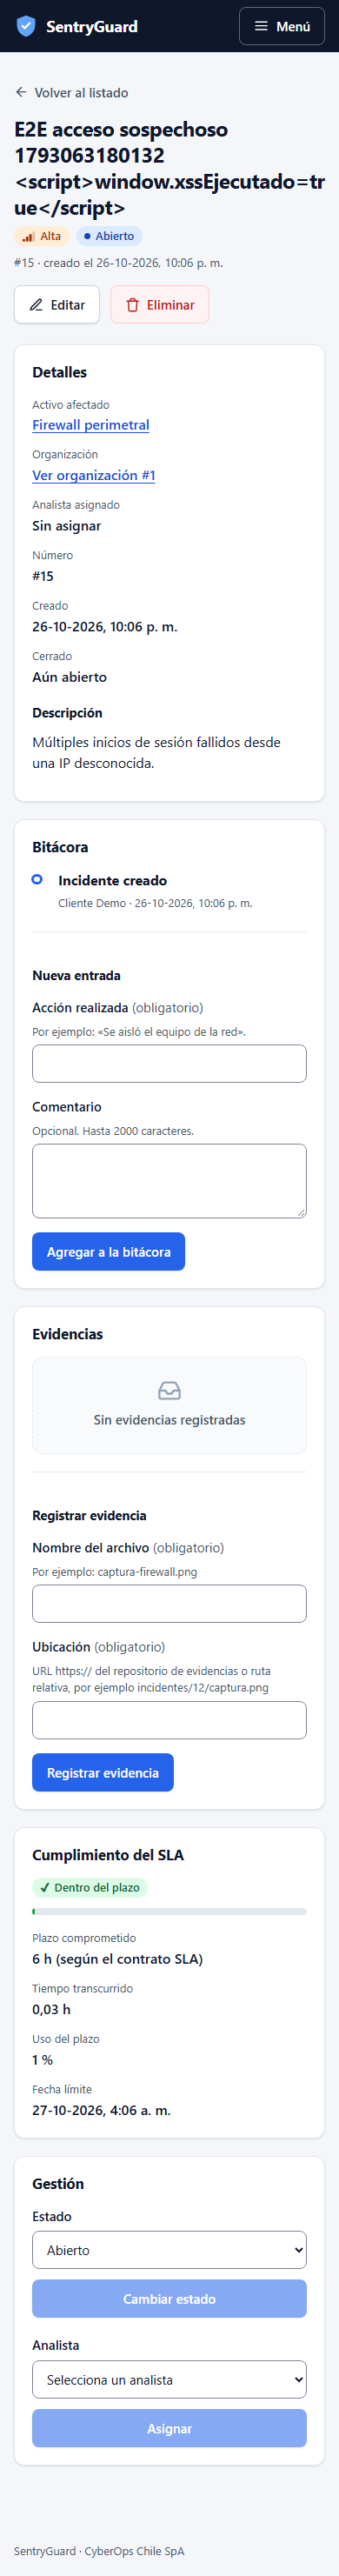 SentryGuard
Menú
Volver al listado
E2E acceso sospechoso
1793063180132
<script>window.xssEjecutado=tr
ue</script>
Alta
Abierto
#15 · creado el 26-10-2026, 10:06 p. m.
Editar
Eliminar
Detalles
Activo afectado
Firewall perimetral
Organización
Ver organización #1
Analista asignado
Sin asignar
Número
#15
Creado
26-10-2026, 10:06 p. m.
Cerrado
Aún abierto
Descripción
Múltiples inicios de sesión fallidos desde
una IP desconocida.
Bitácora
Incidente creado
Cliente Demo · 26-10-2026, 10:06 p. m.
Nueva entrada
Acción realizada (obligatorio)
Por ejemplo: «Se aisló el equipo de la red».
Comentario
Opcional. Hasta 2000 caracteres.
Agregar a la bitácora
Evidencias
Sin evidencias registradas
Registrar evidencia
Nombre del archivo (obligatorio)
Por ejemplo: captura-firewall.png
Ubicación (obligatorio)
URL https:// del repositorio de evidencias o ruta
relativa, por ejemplo incidentes/12/captura.png
Registrar evidencia
Cumplimiento del SLA
✓ Dentro del plazo
Plazo comprometido
6 h (según el contrato SLA)
Tiempo transcurrido
0,03 h
Uso del plazo
1 %
Fecha límite
27-10-2026, 4:06 a. m.
Gestión
Estado
Abierto
Cambiar estado
Analista
Selecciona un analista
Asignar
SentryGuard · CyberOps Chile SpA